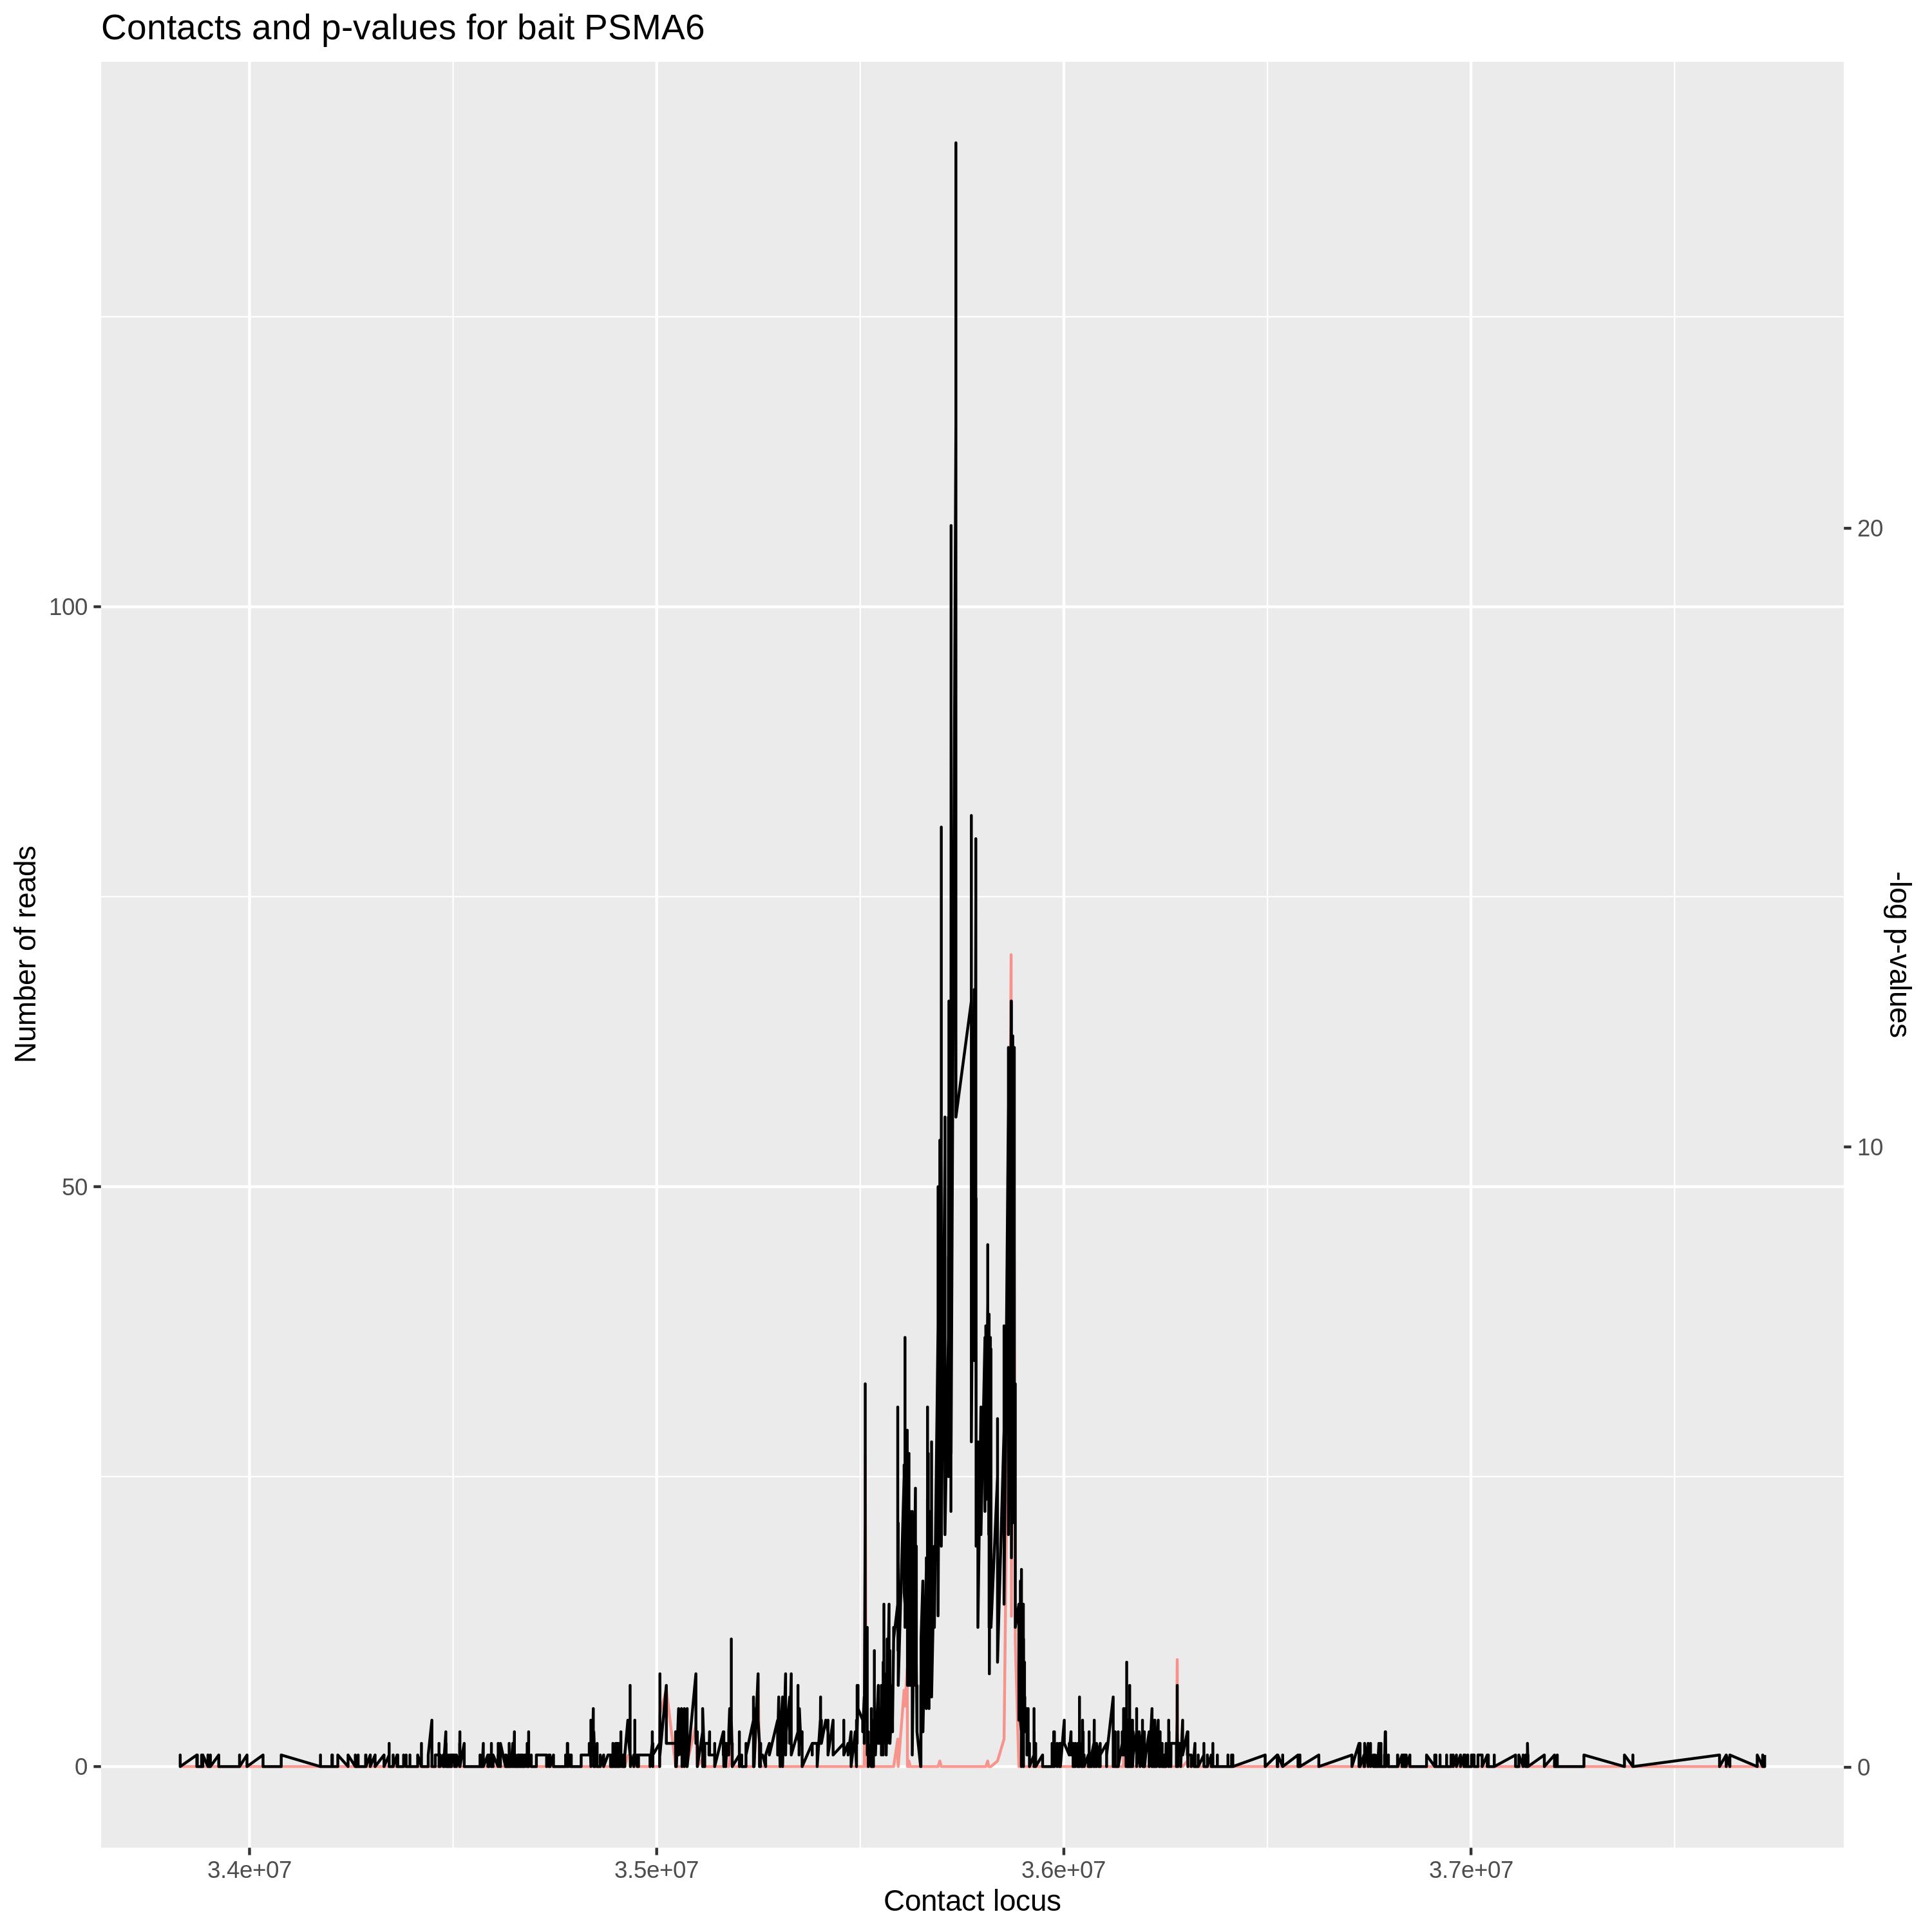 Contacts and p-values for bait PSMA6
Number of reads
100
50
0
20
10
0
-log p-values
3.4e+07
3.5e+07
3.6e+07
3.7e+07
Contact locus